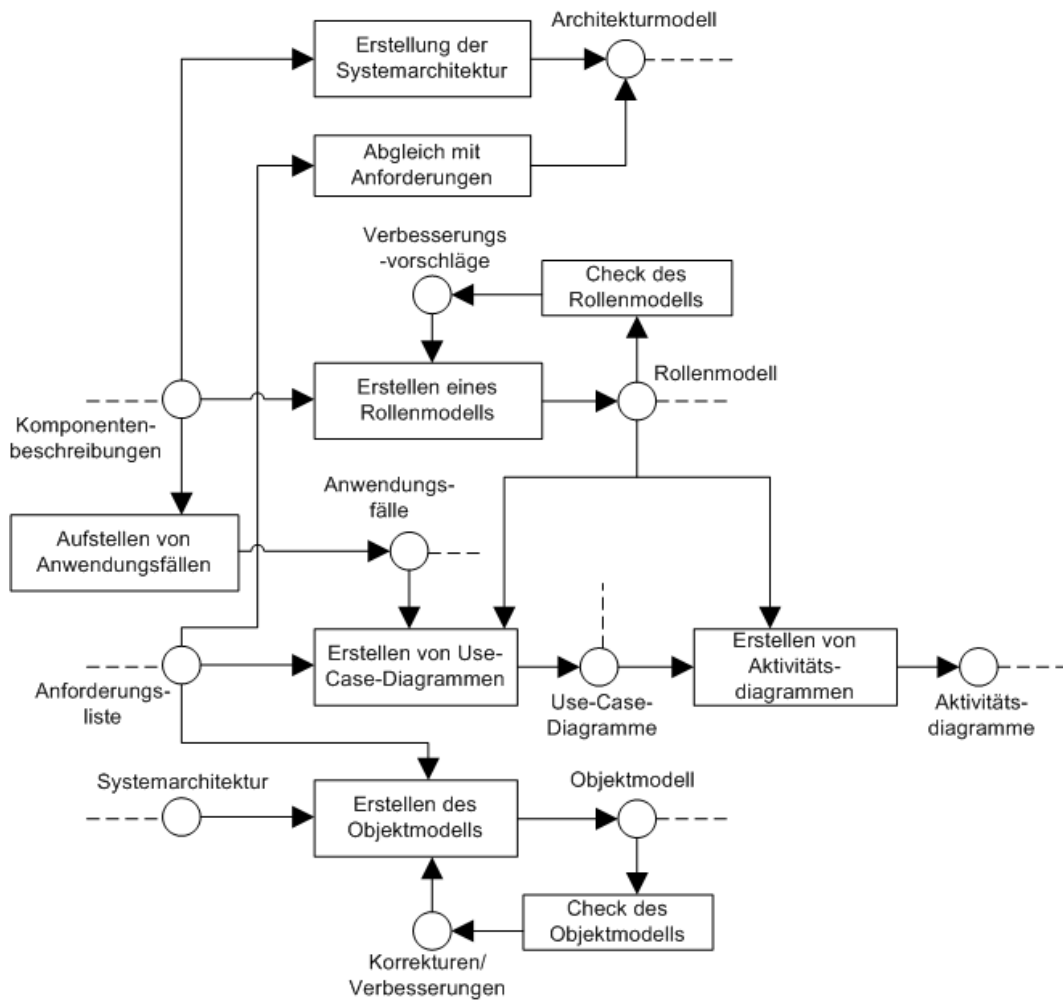 Architekturmodell
Erstellung der
Systemarchitektur
Abgleich mit
Anforderungen
Verbesserungs
-vorschläge
Check des
Rollenmodells
Erstellen eines
Rollenmodells
Rollenmodell
Komponenten-
beschreibungen
Anwendungs-
fälle
Aufstellen von
Anwendungsfällen
Erstellen von Use-
Case-Diagrammen
Erstellen von
Aktivitäts-
diagrammen
Anforderungs-
liste
Use-Case-
Diagramme
Aktivitäts-
diagramme
Systemarchitektur
Erstellen des
Objektmodells
Objektmodell
Check des
Objektmodells
Korrekturen/
Verbesserungen